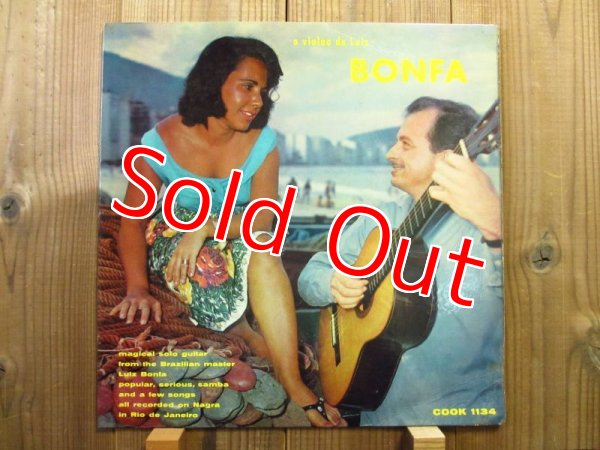 o violao de Luiz
BONFA
Sold Out
magical solo guitar
from the Brazilian master
Luiz Bonfa
popular, serious, samba
and a few songs
all recorded on Nagra
in Rio de Janeiro
COOK 1134